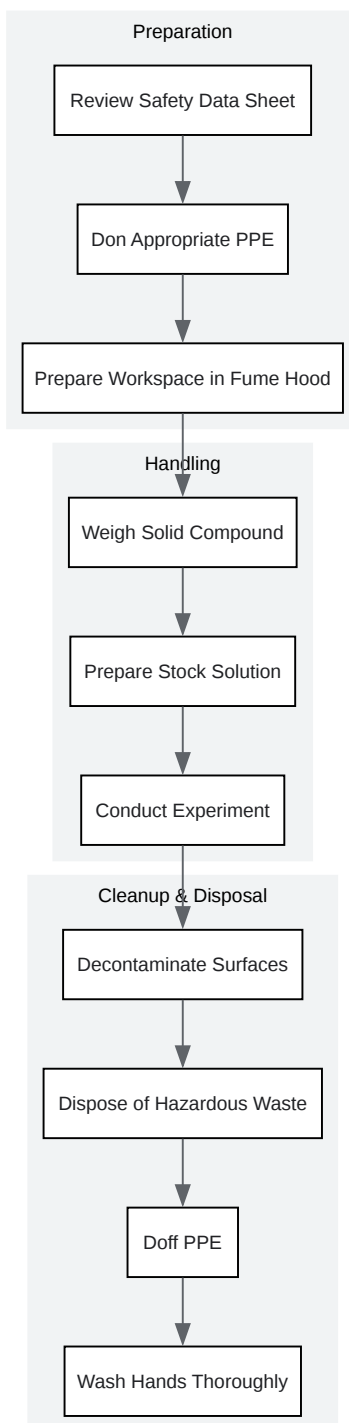 Preparation
Review Safety Data Sheet
Don Appropriate PPE
Prepare Workspace in Fume Hood
Handling
Weigh Solid Compound
Prepare Stock Solution
Conduct Experiment
Cleanup & Disposal
Decontaminate Surfaces
Dispose of Hazardous Waste
Doff PPE
Wash Hands Thoroughly